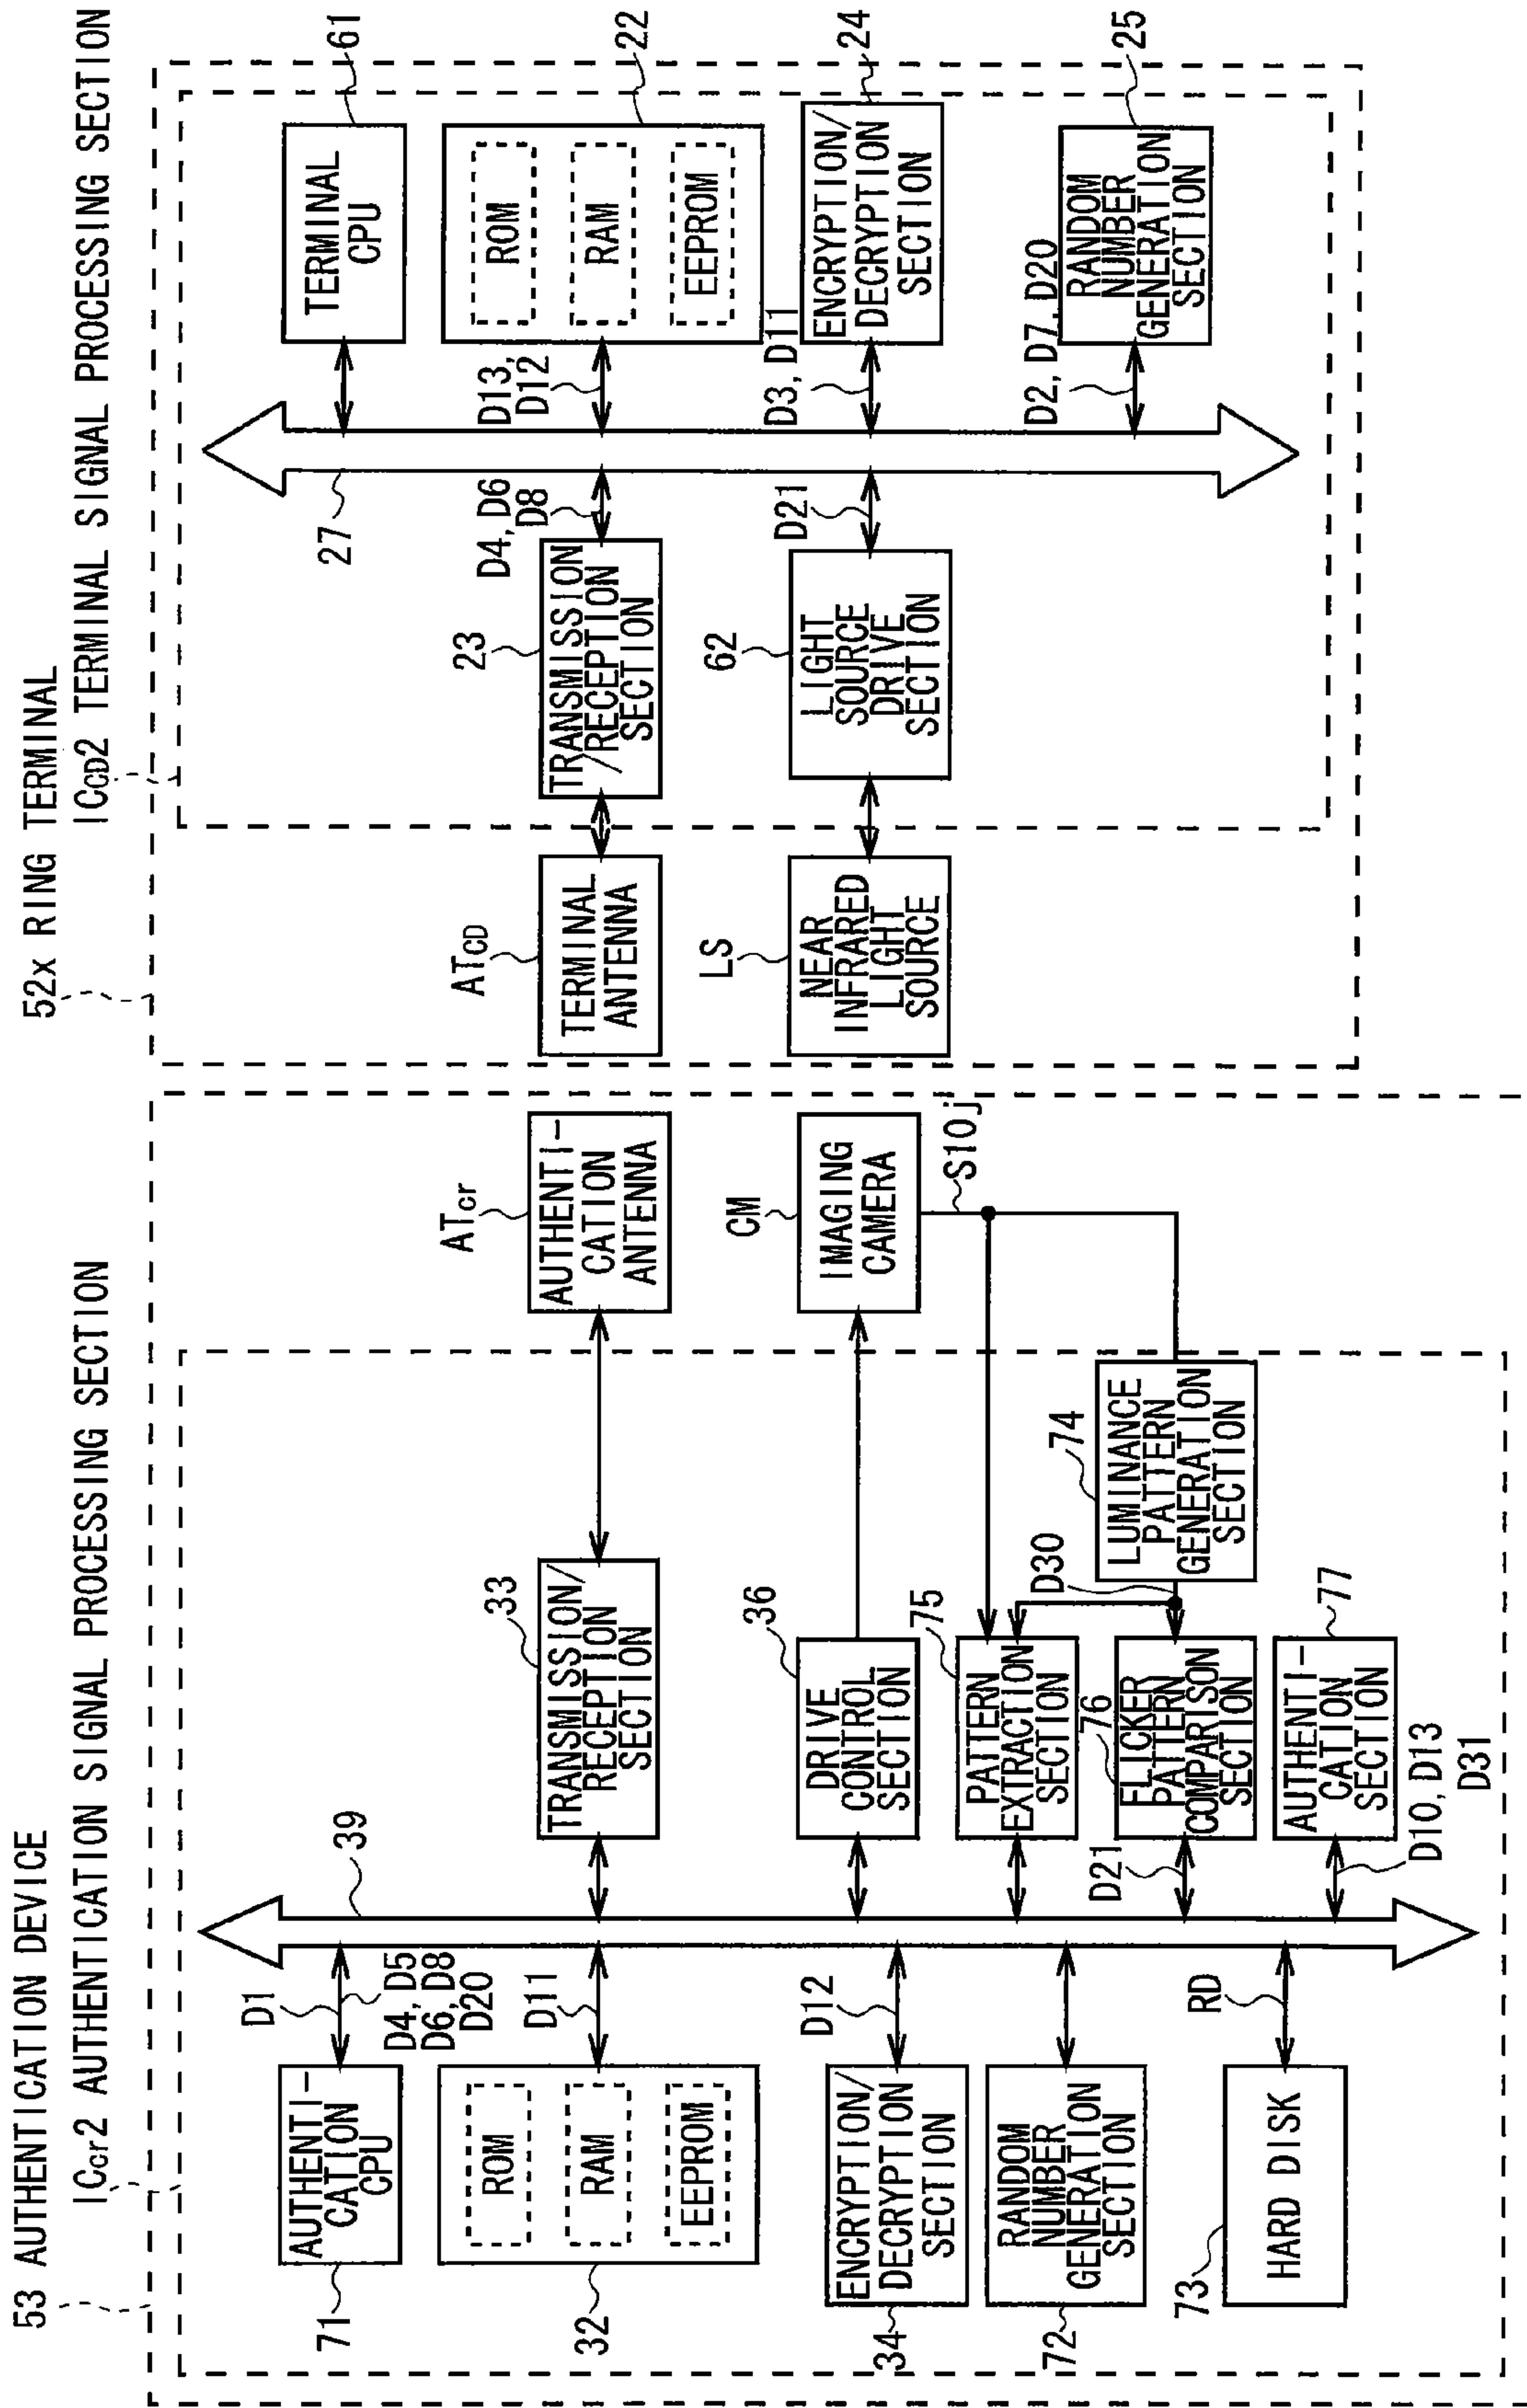 53 AUTHENTICATION DEVICE
ICcr2 AUTHENTICATION SIGNAL PROCESSING SECTION
71
AUTHENTI-
CATION
CPU
D1
D4, D5
D6, D8
D20
39
32
ROM
RAM
EEPROM
D11
33
TRANSMISSION/
RECEPTION
SECTION
ATcr
AUTHENTI-
CATION
ANTENNA
34
ENCRYPTION/
DECRYPTION
SECTION
D12
36
DRIVE
CONTROL
SECTION
CM
IMAGING
CAMERA
S10j
72
RANDOM
NUMBER
GENERATION
SECTION
75
PATTERN
EXTRACTION
SECTION
D30
74
LUMINANCE
PATTERN
GENERATION
SECTION
76
FLICKER
PATTERN
COMPARISON
SECTION
D21
73
HARD DISK
RD
77
AUTHENTI-
CATION
SECTION
D10, D13
D31
52x RING TERMINAL
ICCD2 TERMINAL SIGNAL PROCESSING SECTION
27
TERMINAL
CPU
61
ATCD
TERMINAL
ANTENNA
23
TRANSMISSION
/RECEPTION
SECTION
D4, D6
D8
D13,
D12
ROM
RAM
EEPROM
22
LS
NEAR
INFRARED
LIGHT
SOURCE
62
LIGHT
SOURCE
DRIVE
SECTION
D21
D3, D11
ENCRYPTION/
DECRYPTION
SECTION
24
D2, D7, D20
RANDOM
NUMBER
GENERATION
SECTION
25